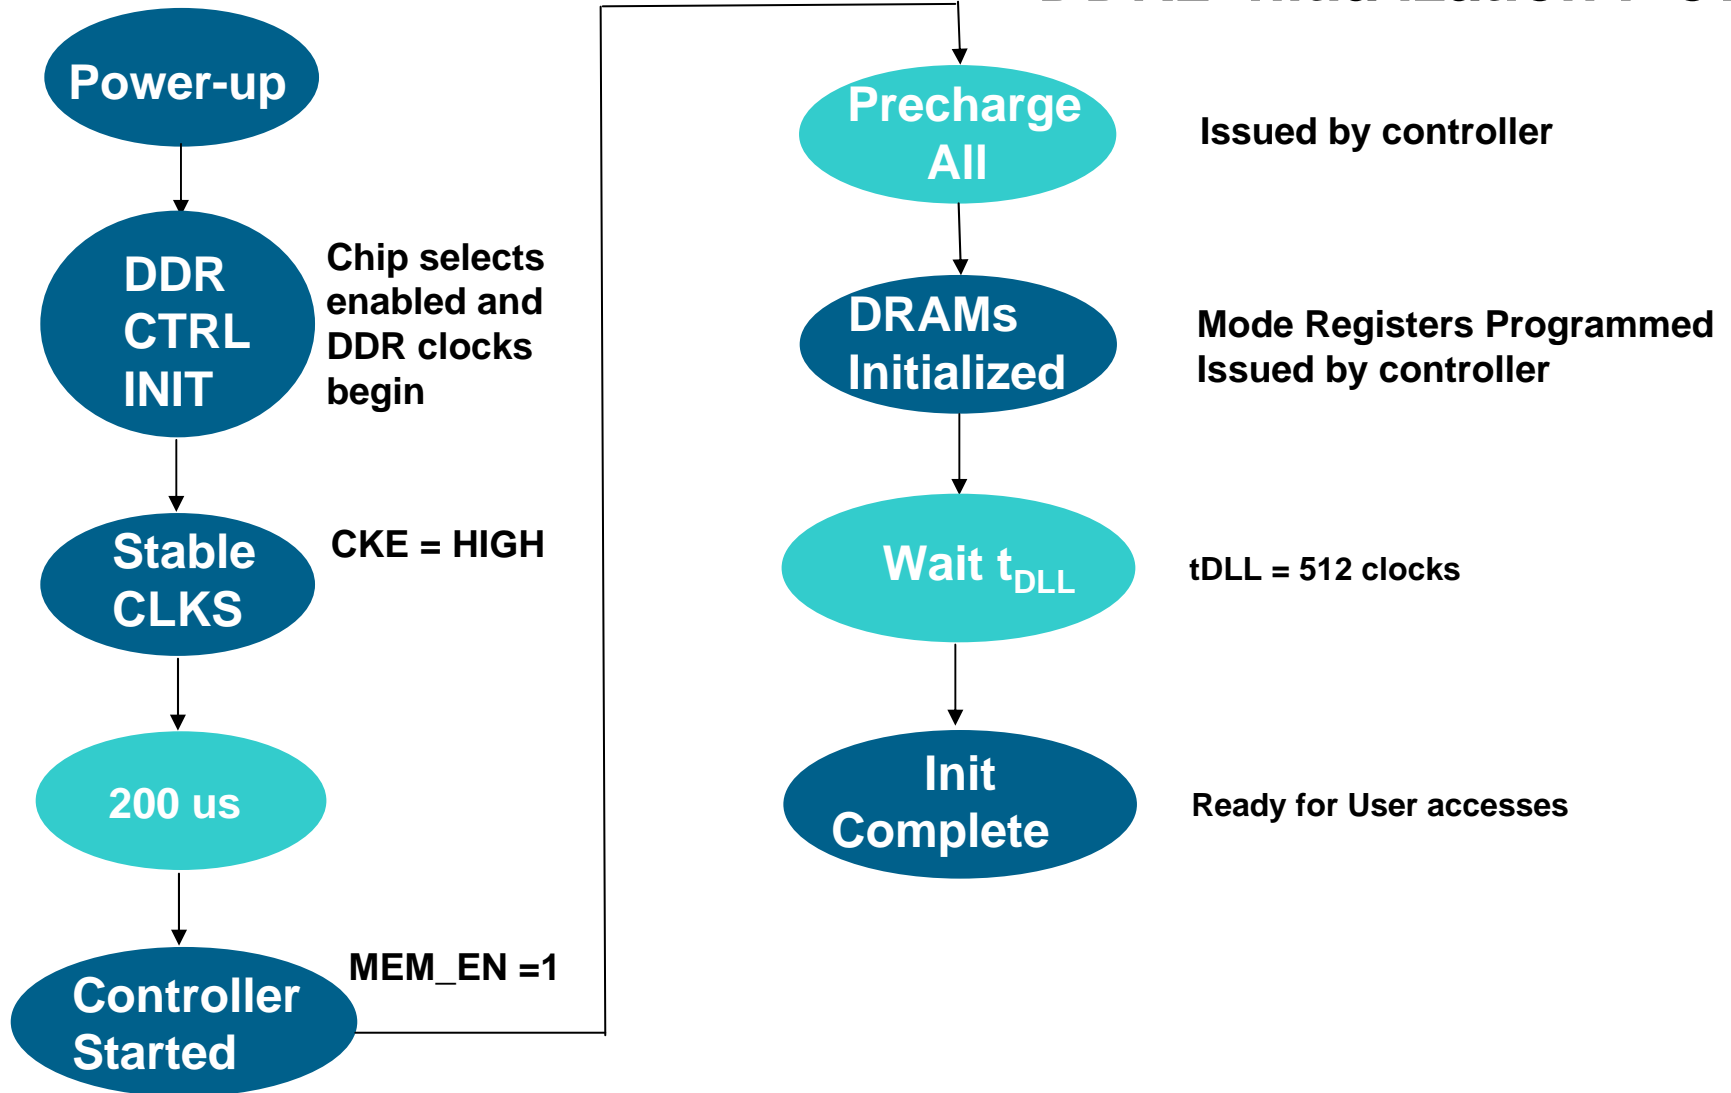 Power-up
DDR
CTRL
INIT
Chip selects
enabled and
DDR clocks
begin
Stable
CLKS
CKE = HIGH
200 us
Controller
Started
MEM_EN =1
Precharge
All
Issued by controller
DRAMs
Initialized
Mode Registers Programmed
Issued by controller
Wait tDLL
tDLL = 512 clocks
Init
Complete
Ready for User accesses